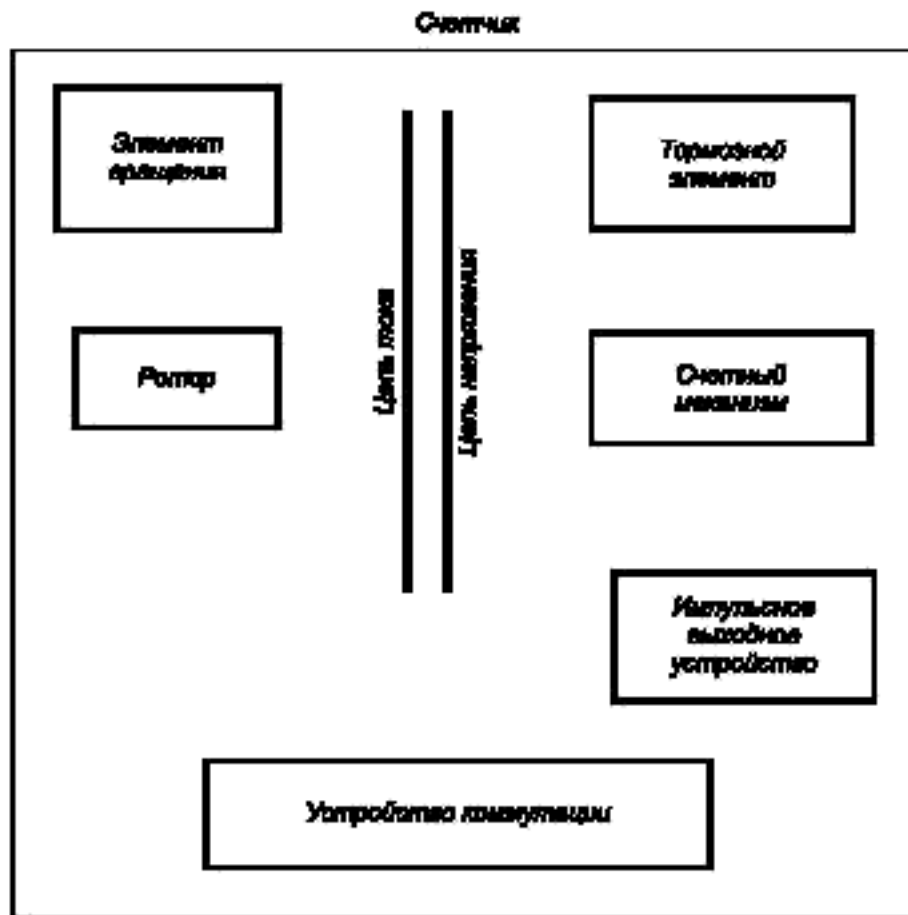 Счетчик
Элемент
вращения
Тормозной
элемент
Цепь тока
Цепь напряжения
Ротор
Счетный
механизм
Импульсное
выходное
устройство
Устройство коммутации